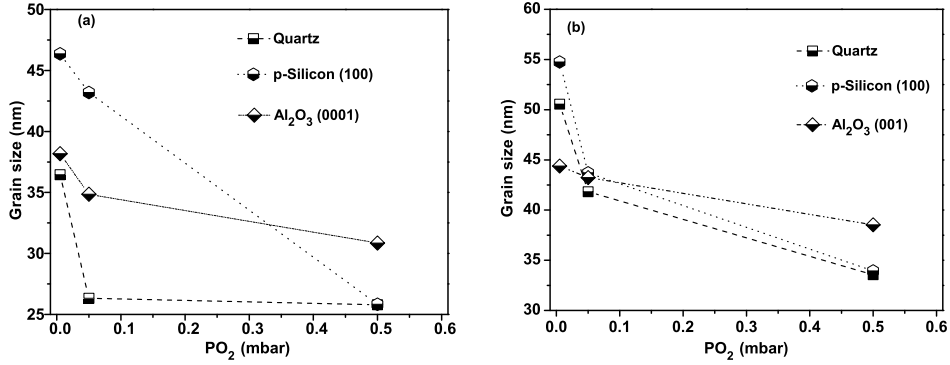 (a)
Quartz
p-Silicon (100)
Al₂O₃ (0001)
50
45
40
35
30
25
Grain size (nm)
0.0 0.1 0.2 0.3 0.4 0.5 0.6
PO₂ (mbar)
(b)
Quartz
p-Silicon (100)
Al₂O₃ (001)
60
55
50
45
40
35
30
Grain size (nm)
0.0 0.1 0.2 0.3 0.4 0.5 0.6
PO₂ (mbar)